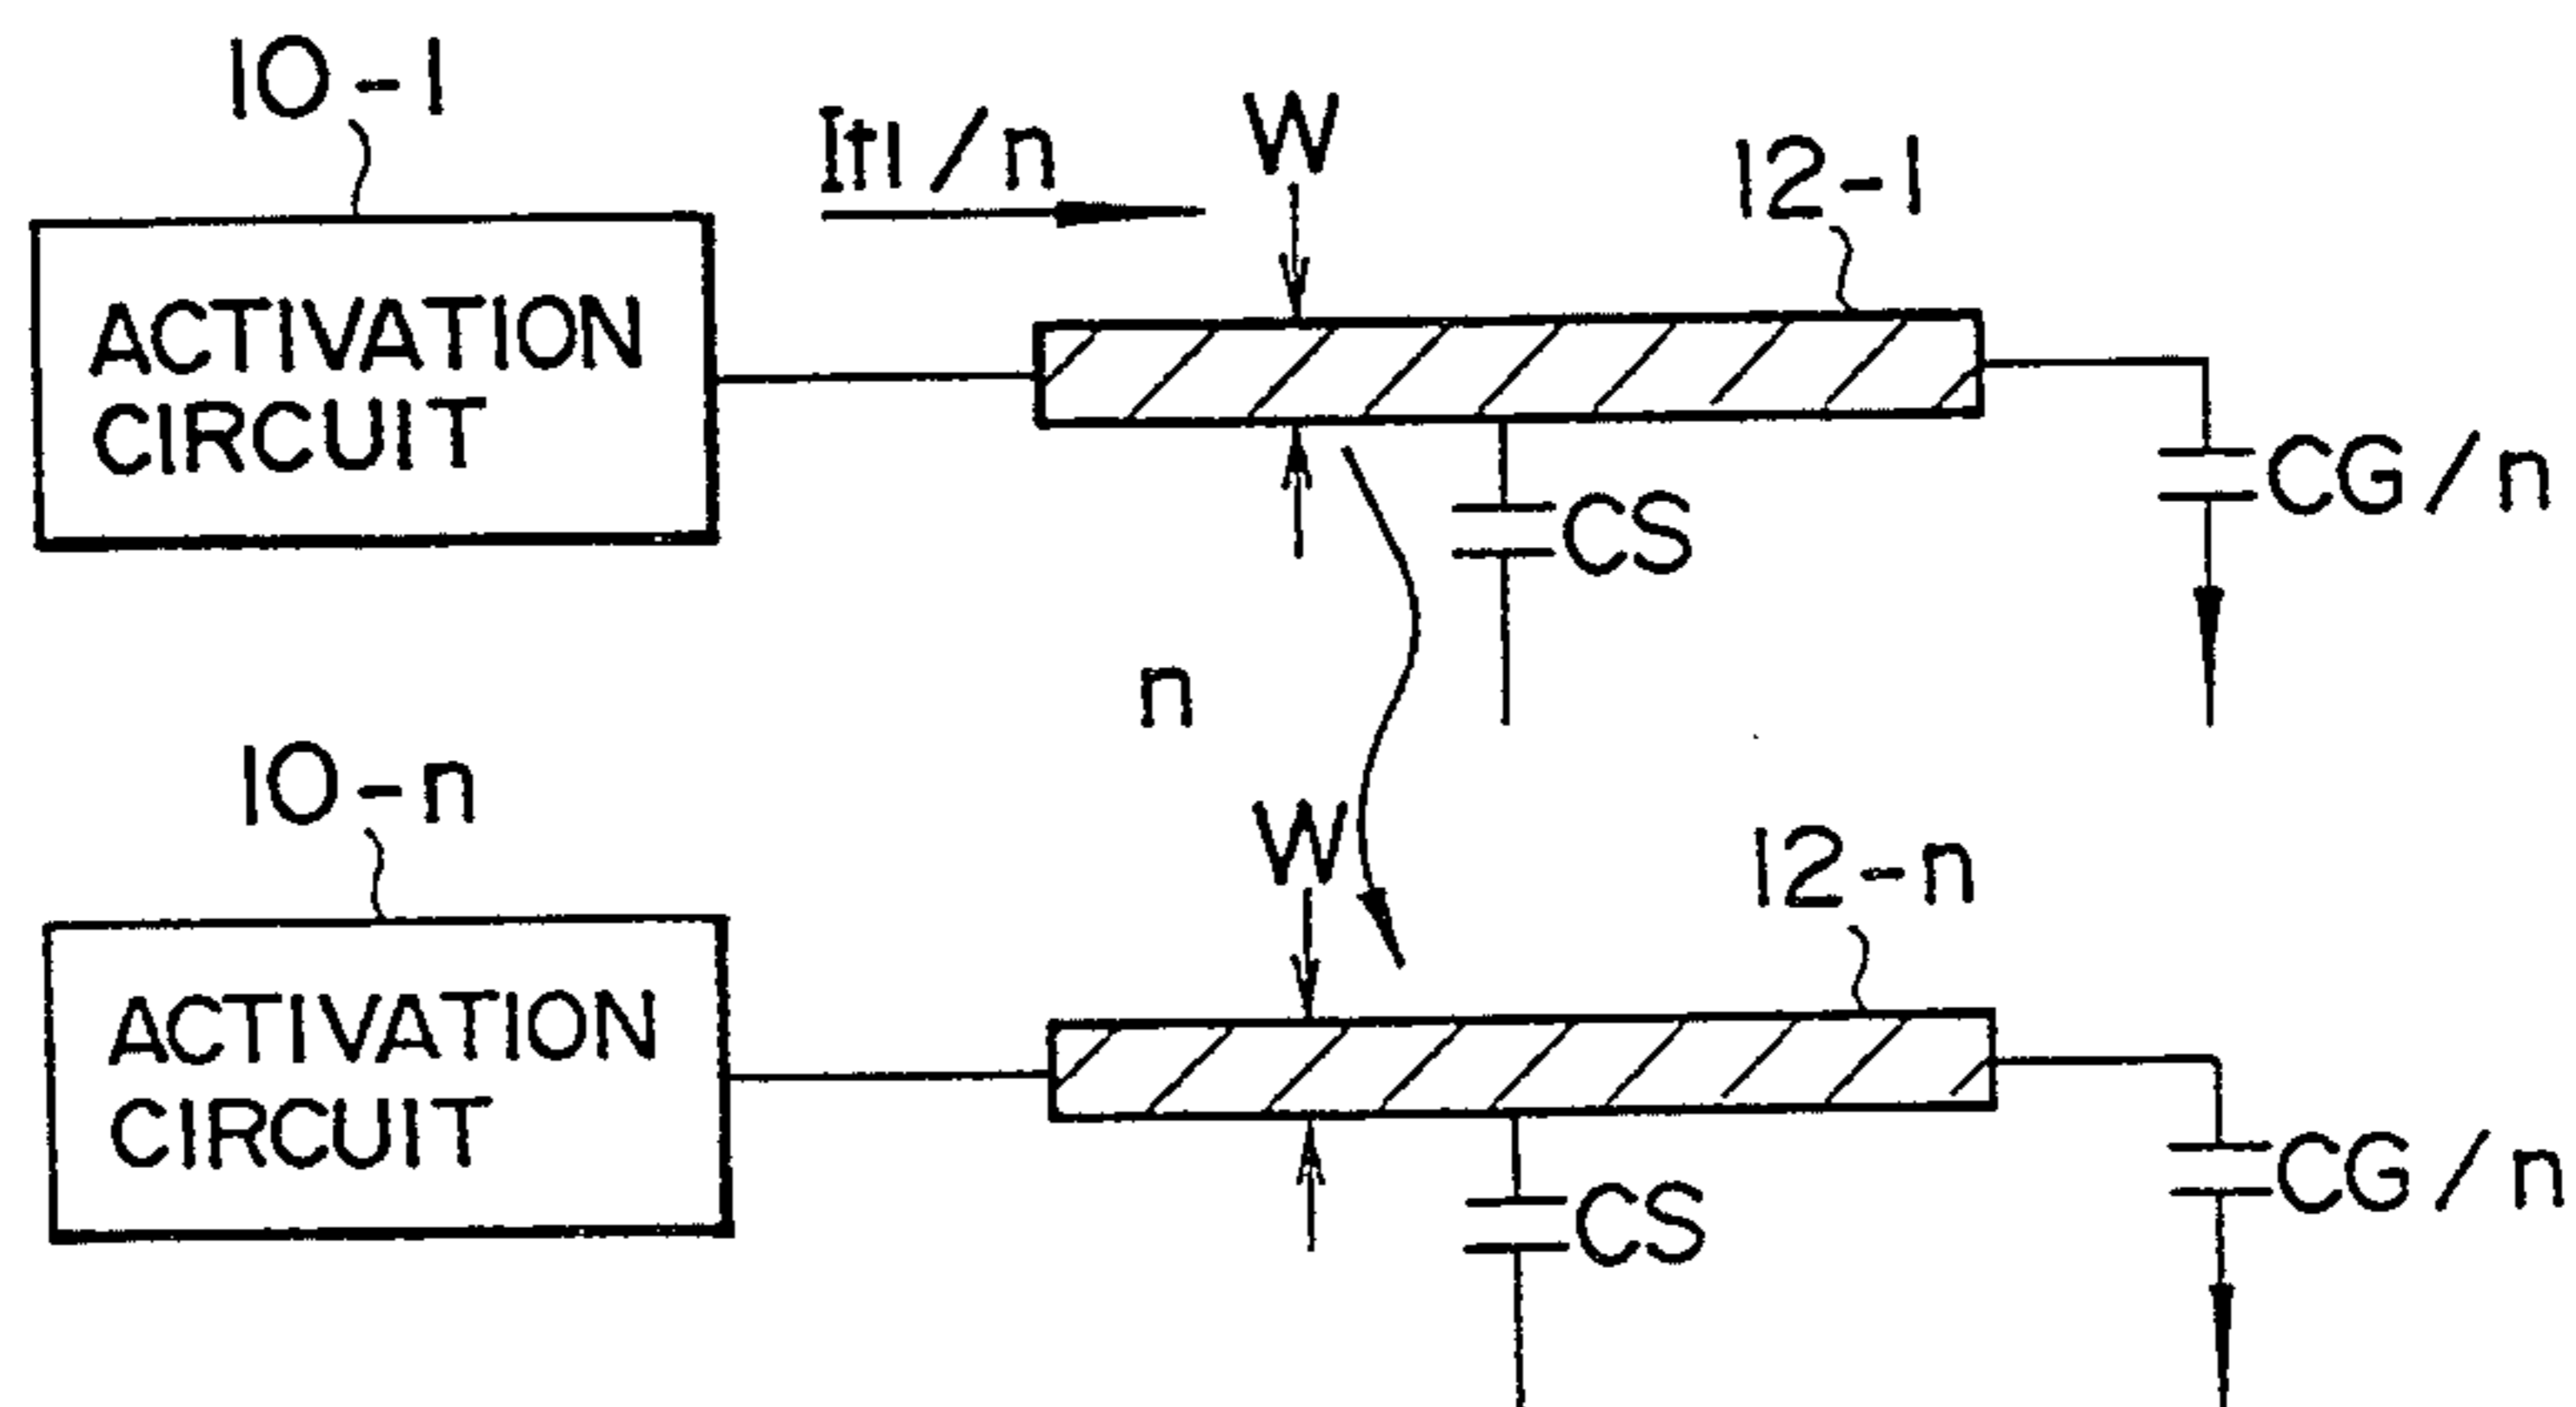 10-1
It1/n
W
12-1
ACTIVATION
CIRCUIT
CS
CG/n
n
10-n
W
12-n
ACTIVATION
CIRCUIT
CS
CG/n